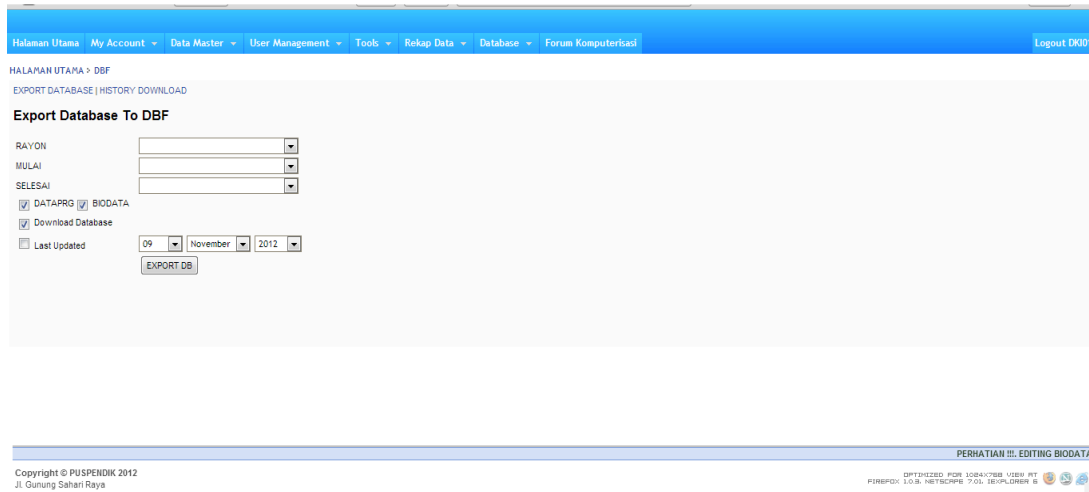 Halaman Utama My Account Data Master User Management Tools Rekap Data Database Forum Komputerisasi Logout DKI0
HALAMAN UTAMA > DBF
EXPORT DATABASE | HISTORY DOWNLOAD
Export Database To DBF
RAYON
MULAI
SELESAI
DATAPRG BIODATA
Download Database
Last Updated 09 November 2012
EXPORT DB
PERHATIAN !!!. EDITING BIODATA
Copyright © PUSPENDIK 2012
Jl. Gunung Sahari Raya
OPTIMIZED FOR 1024X768 VIEW AT
FIREFOX 1.0.3, NETSCAPE 7.01, IEXPLORER 6